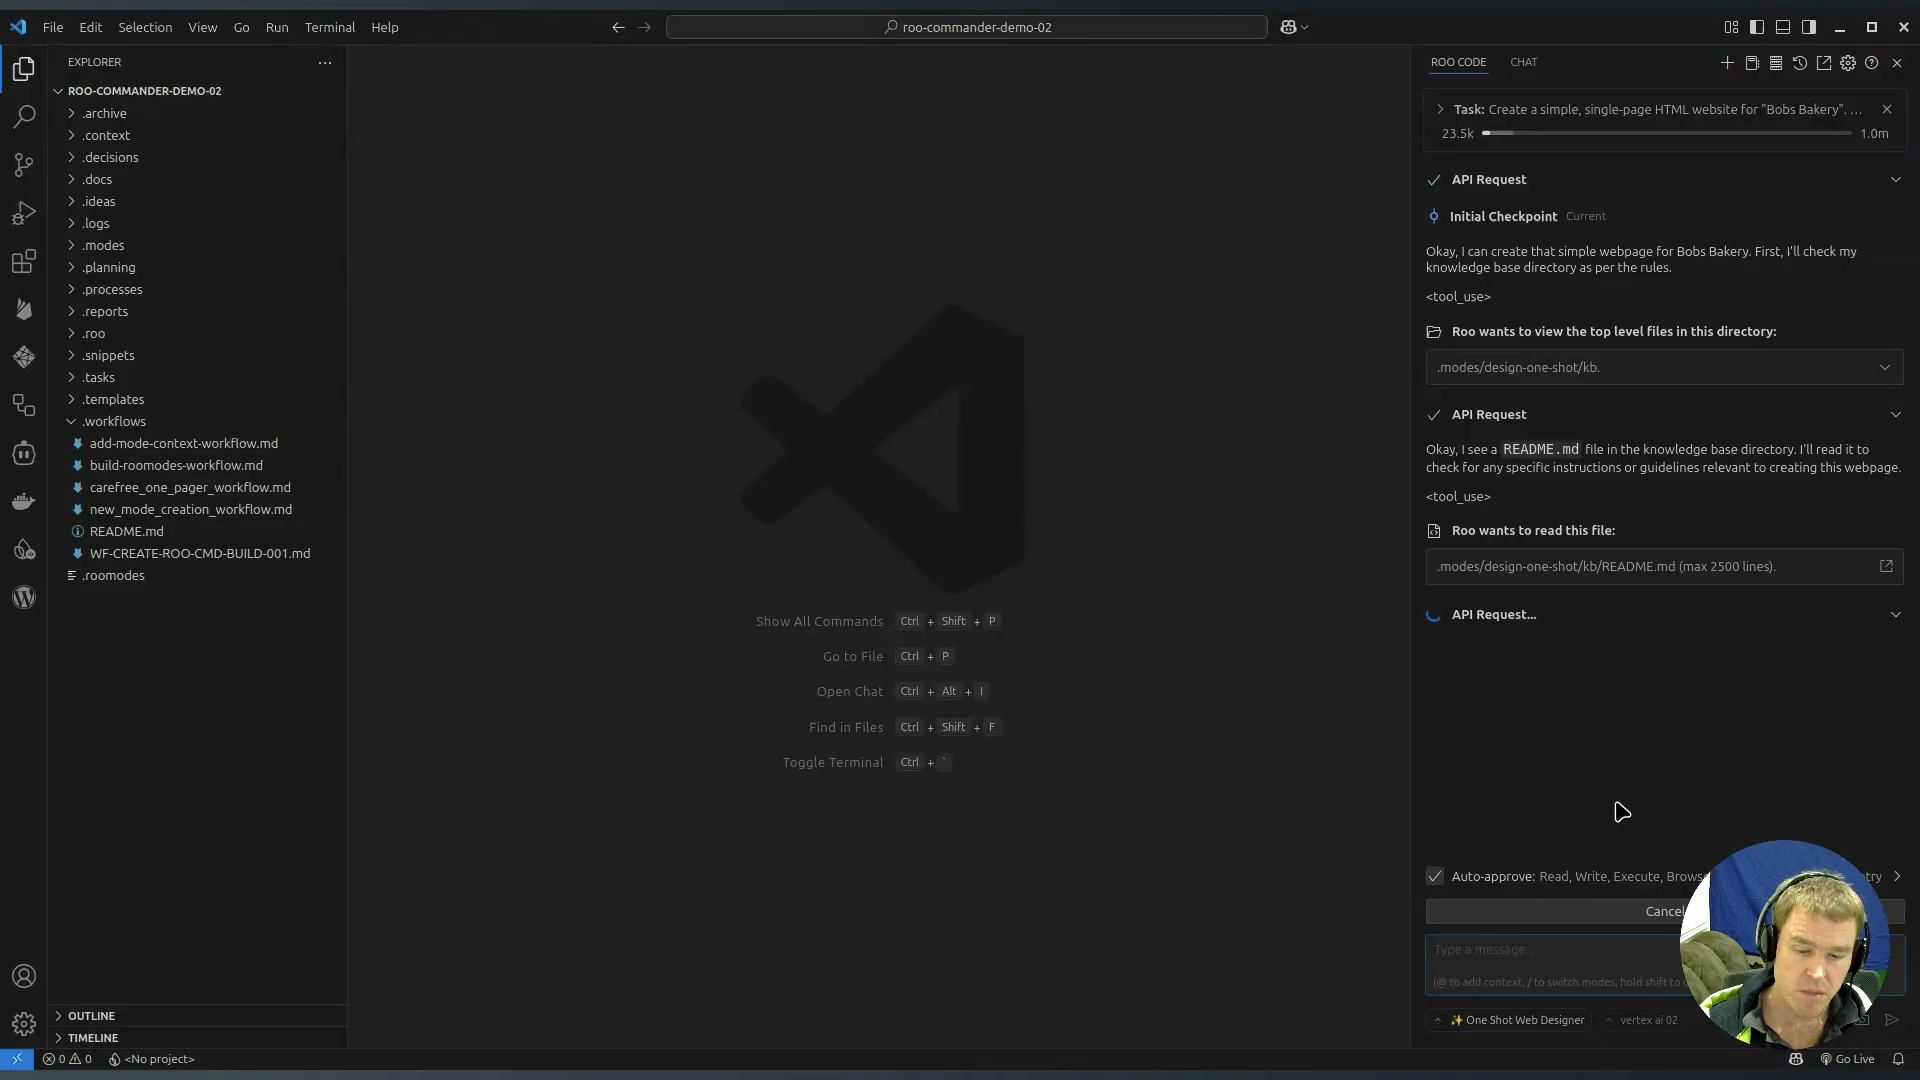 File Edit Selection View Go Run Terminal Help
roo-commander-demo-02
EXPLORER
ROO-COMMANDER-DEMO-02
.archive
.context
.decisions
.docs
.ideas
.logs
.modes
.planning
.processes
.reports
.roo
.snippets
.tasks
.templates
.workflows
add-mode-context-workflow.md
build-roomodes-workflow.md
carefree_one_pager_workflow.md
new_mode_creation_workflow.md
README.md
WF-CREATE-ROO-CMD-BUILD-001.md
.roomodes
OUTLINE
TIMELINE
0 0 <No project>
Show All Commands Ctrl + Shift + P
Go to File Ctrl + P
Open Chat Ctrl + Alt + I
Find in Files Ctrl + Shift + F
Toggle Terminal Ctrl + `
ROO CODE CHAT
Task: Create a simple, single-page HTML website for "Bobs Bakery". ...
23.5k 1.0m
API Request
Initial Checkpoint Current
Okay, I can create that simple webpage for Bobs Bakery. First, I'll check my
knowledge base directory as per the rules.
<tool_use>
Roo wants to view the top level files in this directory:
.modes/design-one-shot/kb.
API Request
Okay, I see a README.md file in the knowledge base directory. I'll read it to
check for any specific instructions or guidelines relevant to creating this webpage.
<tool_use>
Roo wants to read this file:
.modes/design-one-shot/kb/README.md (max 2500 lines).
API Request...
Auto-approve: Read, Write, Execute,
Cancel
Type a message...
(@ to add context, / to switch modes, hold shift to
✨ One Shot Web Designer vertex ai 02
Go Live